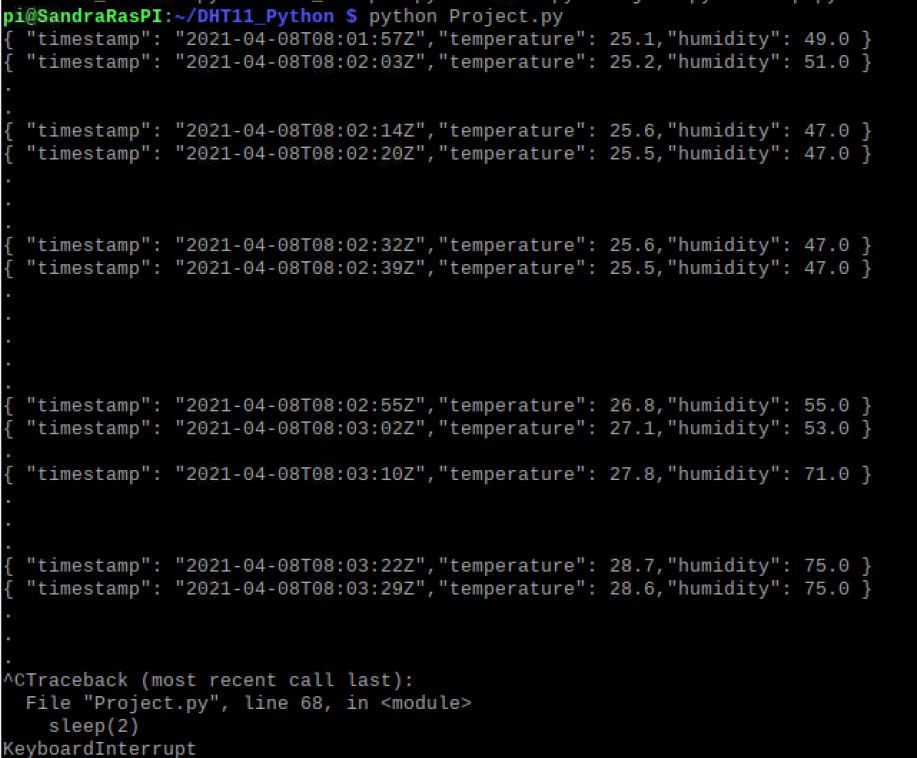 pi@SandraRasPI:~/DHT11_Python $ python Project.py
{ "timestamp": "2021-04-08T08:01:57Z","temperature": 25.1,"humidity": 49.0 }
{ "timestamp": "2021-04-08T08:02:03Z","temperature": 25.2,"humidity": 51.0 }
.
.
{ "timestamp": "2021-04-08T08:02:14Z","temperature": 25.6,"humidity": 47.0 }
{ "timestamp": "2021-04-08T08:02:20Z","temperature": 25.5,"humidity": 47.0 }
.
.
.
{ "timestamp": "2021-04-08T08:02:32Z","temperature": 25.6,"humidity": 47.0 }
{ "timestamp": "2021-04-08T08:02:39Z","temperature": 25.5,"humidity": 47.0 }
.
.
.
.
.
{ "timestamp": "2021-04-08T08:02:55Z","temperature": 26.8,"humidity": 55.0 }
{ "timestamp": "2021-04-08T08:03:02Z","temperature": 27.1,"humidity": 53.0 }
.
{ "timestamp": "2021-04-08T08:03:10Z","temperature": 27.8,"humidity": 71.0 }
.
.
.
{ "timestamp": "2021-04-08T08:03:22Z","temperature": 28.7,"humidity": 75.0 }
{ "timestamp": "2021-04-08T08:03:29Z","temperature": 28.6,"humidity": 75.0 }
.
.
.
^CTraceback (most recent call last):
  File "Project.py", line 68, in <module>
    sleep(2)
KeyboardInterrupt